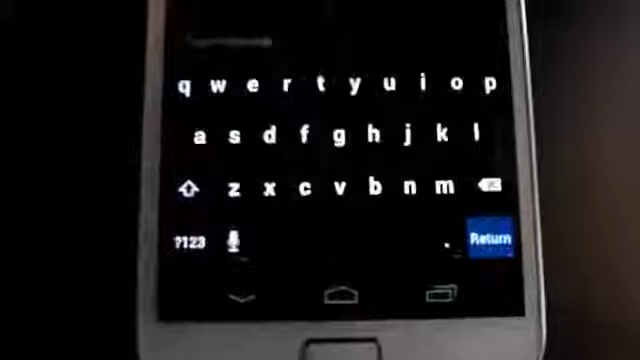 q w e r t y u i o p
a s d f g h j k l
z x c v b n m
?123 . Return